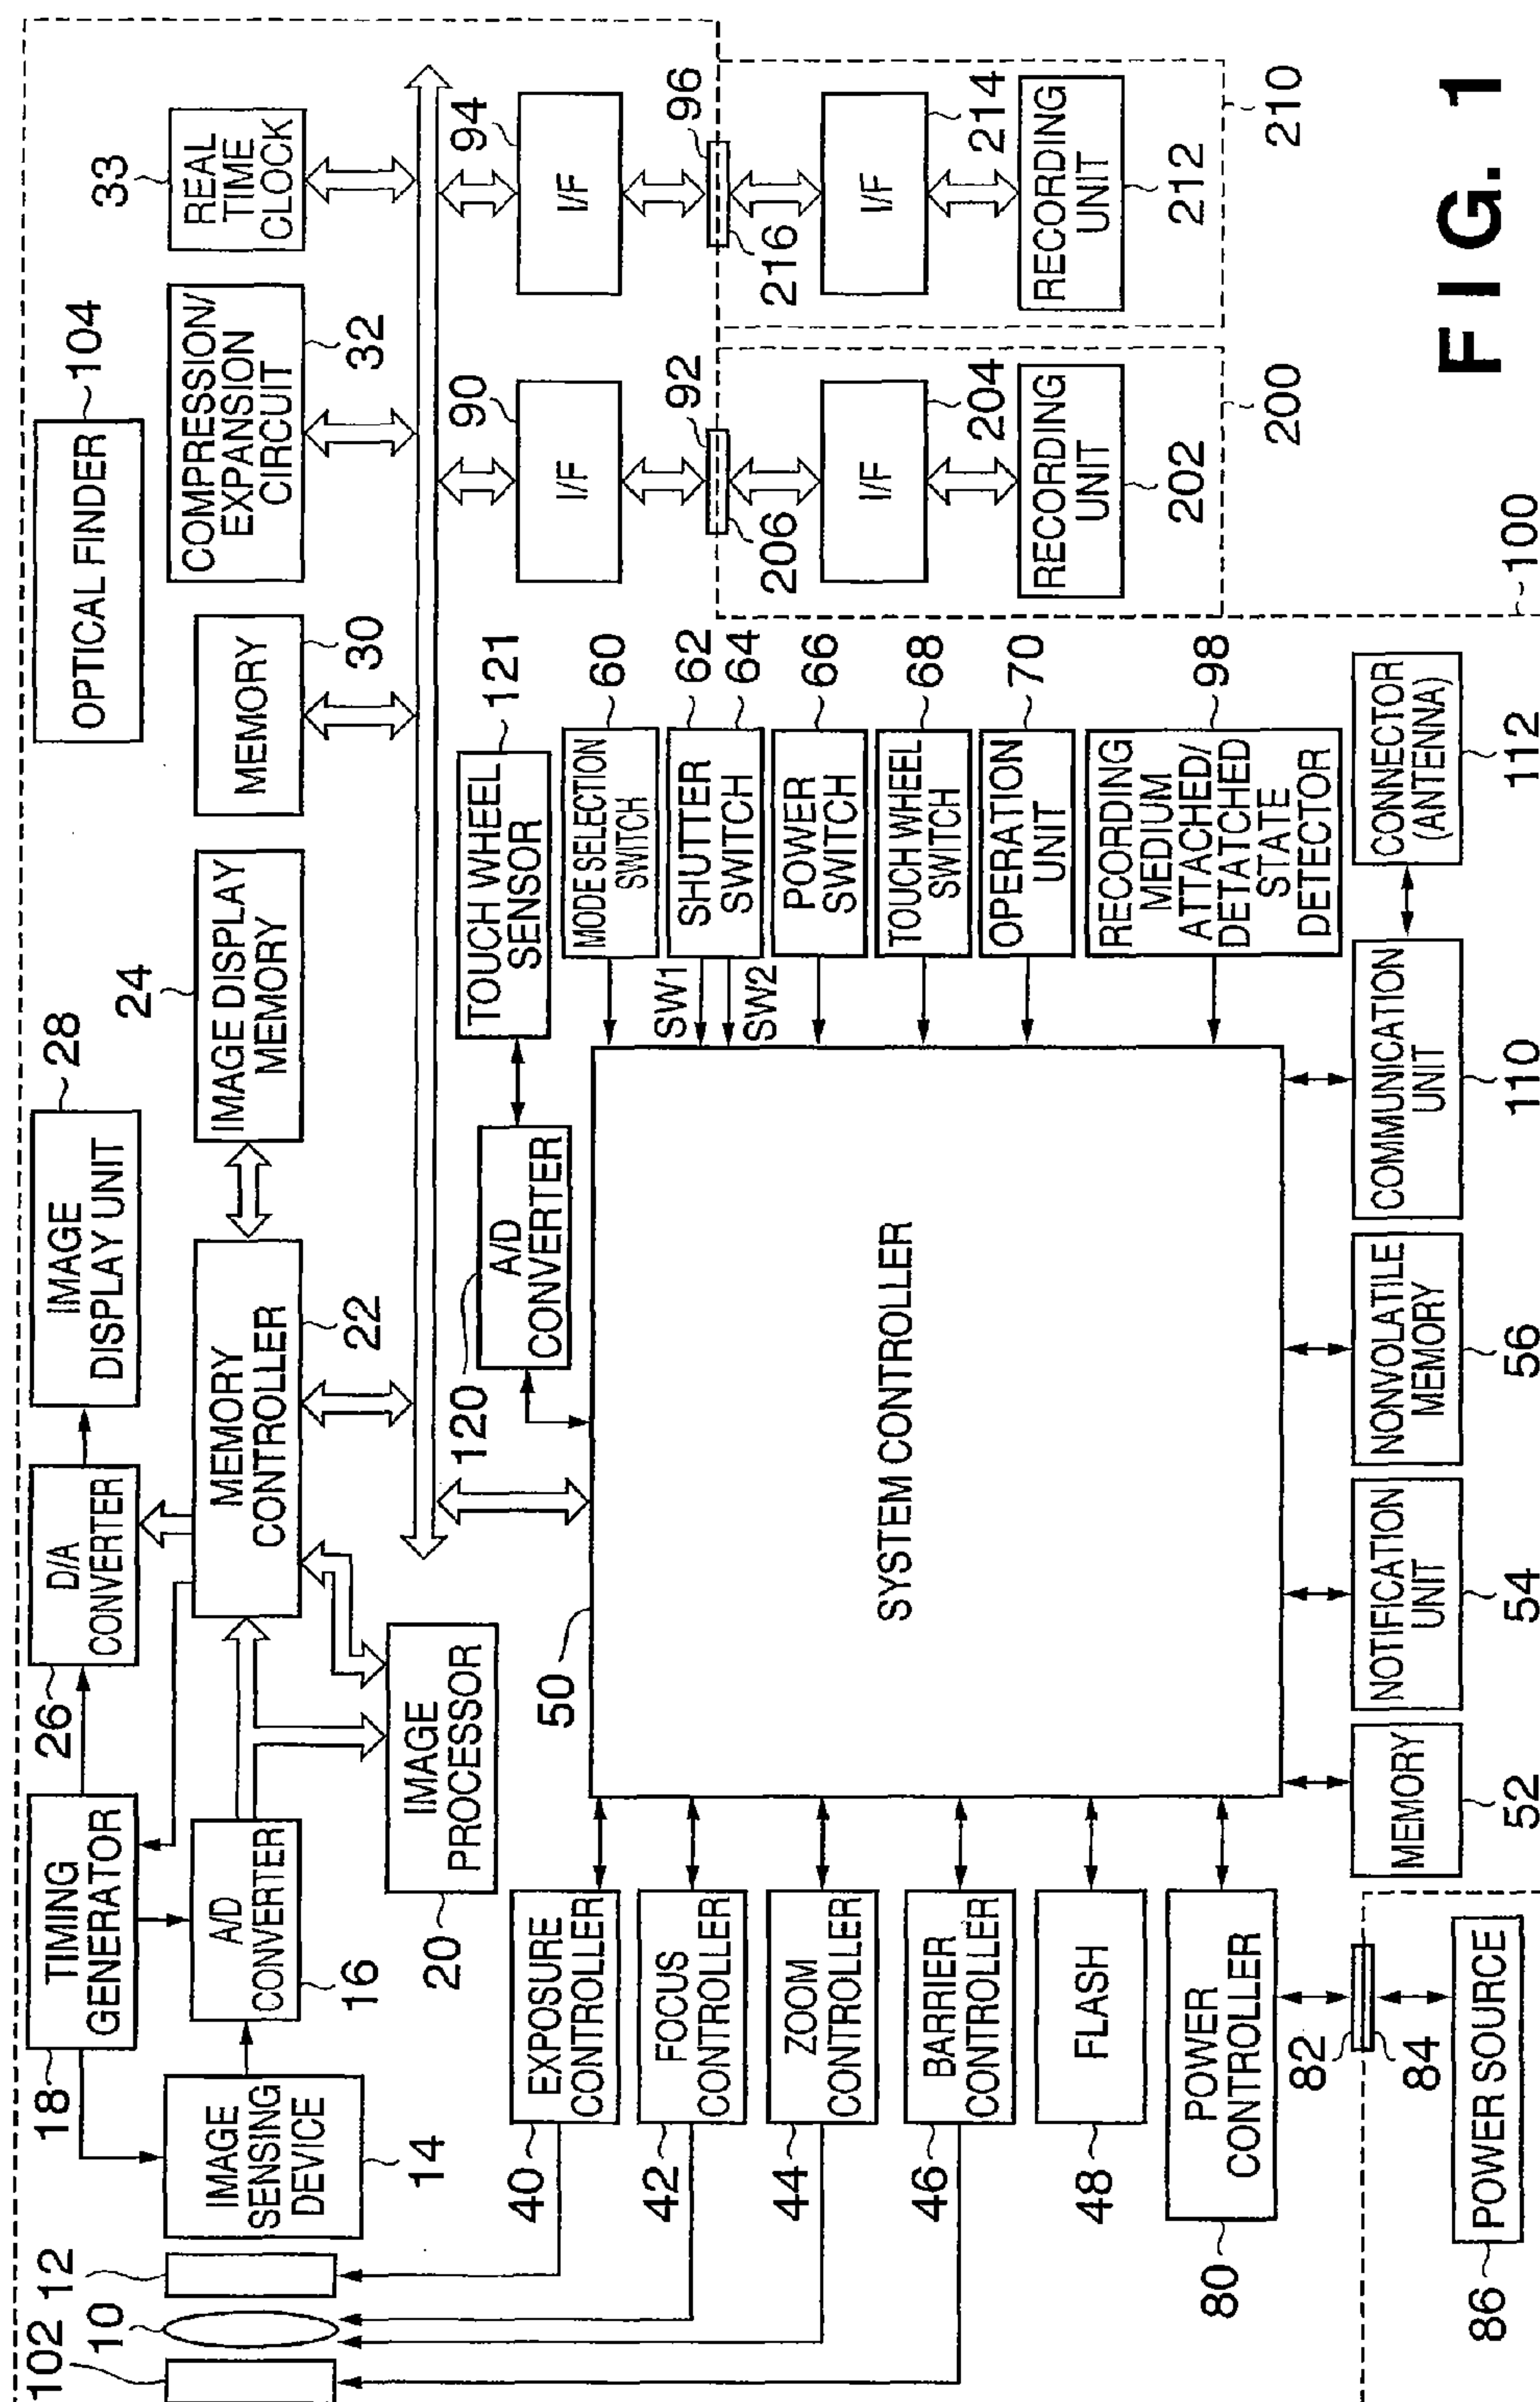 FIG. 1
102
10
12
IMAGE
SENSING
DEVICE
14
18
TIMING
GENERATOR
A/D
CONVERTER
16
26
D/A
CONVERTER
IMAGE
DISPLAY UNIT
28
MEMORY
CONTROLLER
22
IMAGE DISPLAY
MEMORY
24
IMAGE
PROCESSOR
20
MEMORY
30
OPTICAL FINDER
104
COMPRESSION/
EXPANSION
CIRCUIT
32
REAL
TIME
CLOCK
33
EXPOSURE
CONTROLLER
40
FOCUS
CONTROLLER
42
ZOOM
CONTROLLER
44
BARRIER
CONTROLLER
46
FLASH
48
POWER
CONTROLLER
80
82
84
POWER SOURCE
86
50
SYSTEM CONTROLLER
120
A/D
CONVERTER
TOUCH WHEEL
SENSOR
121
MODE SELECTION
SWITCH
60
SW1
SW2
SHUTTER
SWITCH
62
64
POWER
SWITCH
66
TOUCH WHEEL
SWITCH
68
OPERATION
UNIT
70
RECORDING
MEDIUM
ATTACHED/
DETATCHED
STATE
DETECTOR
98
MEMORY
52
NOTIFICATION
UNIT
54
NONVOLATILE
MEMORY
56
COMMUNICATION
UNIT
110
CONNECTOR
(ANTENNA)
112
100
90
I/F
92
206
I/F
204
RECORDING
UNIT
202
200
94
I/F
96
216
I/F
214
RECORDING
UNIT
212
210